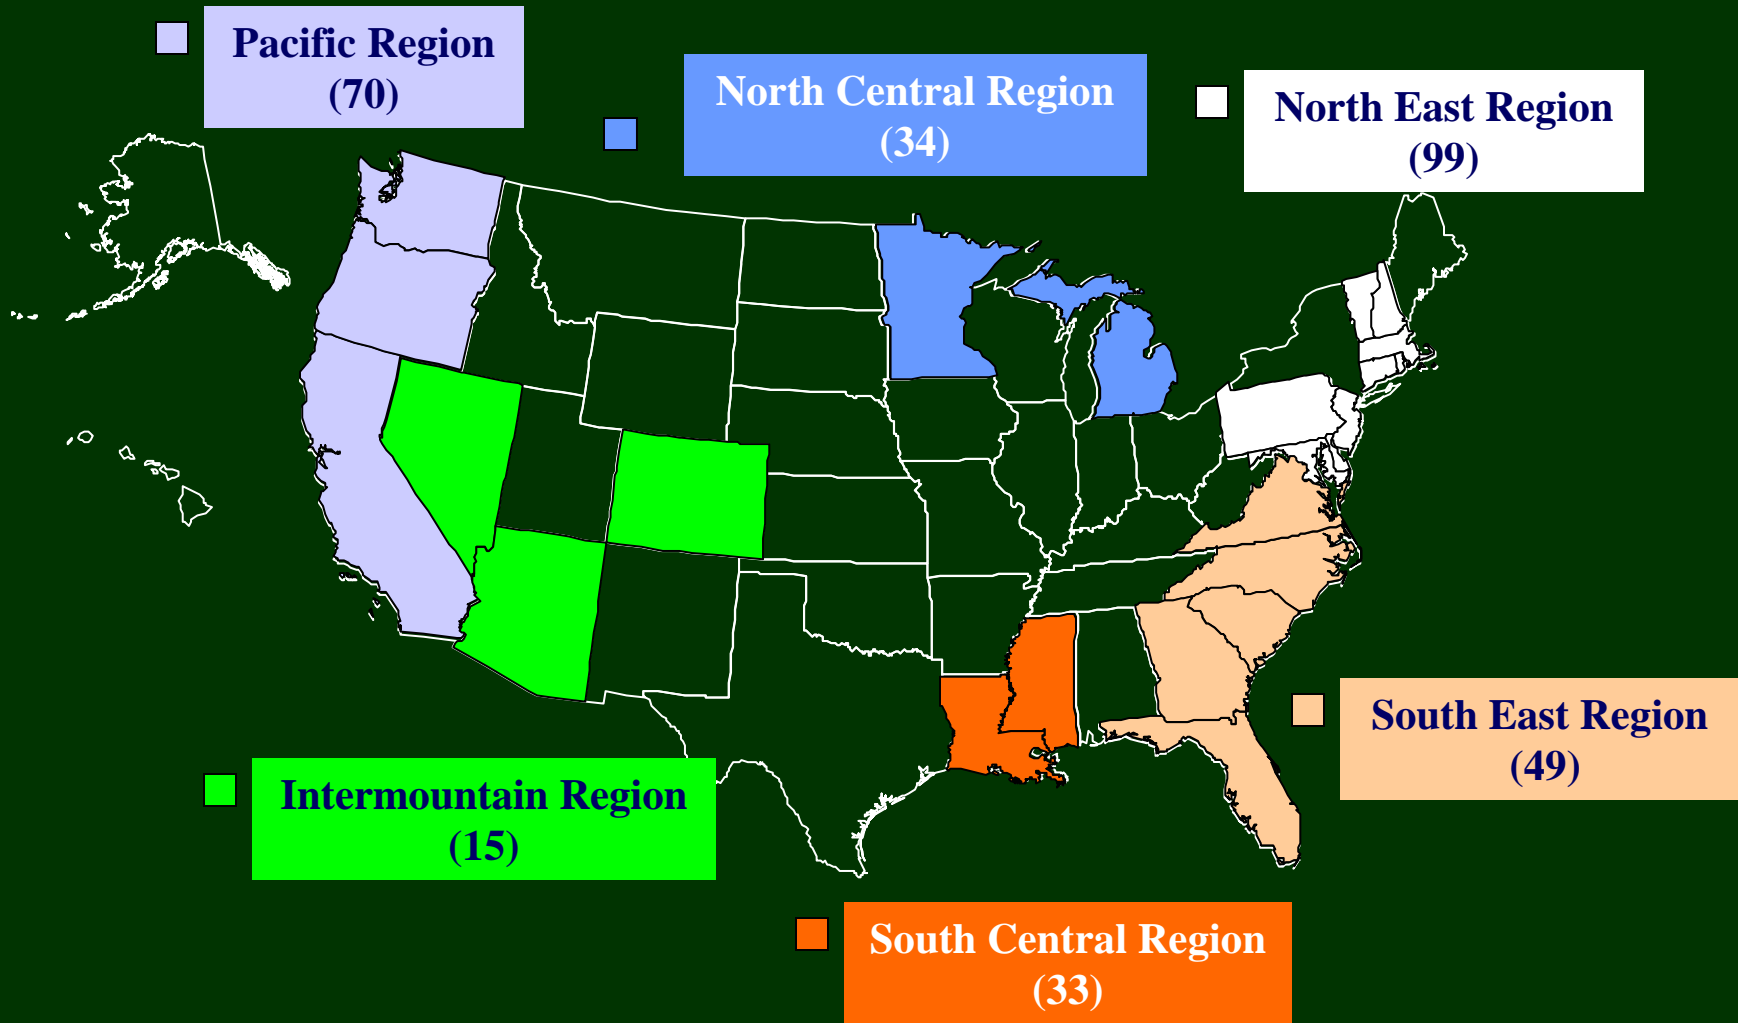 Pacific Region
(70)
North Central Region
(34)
North East Region
(99)
South East Region
(49)
Intermountain Region
(15)
South Central Region
(33)